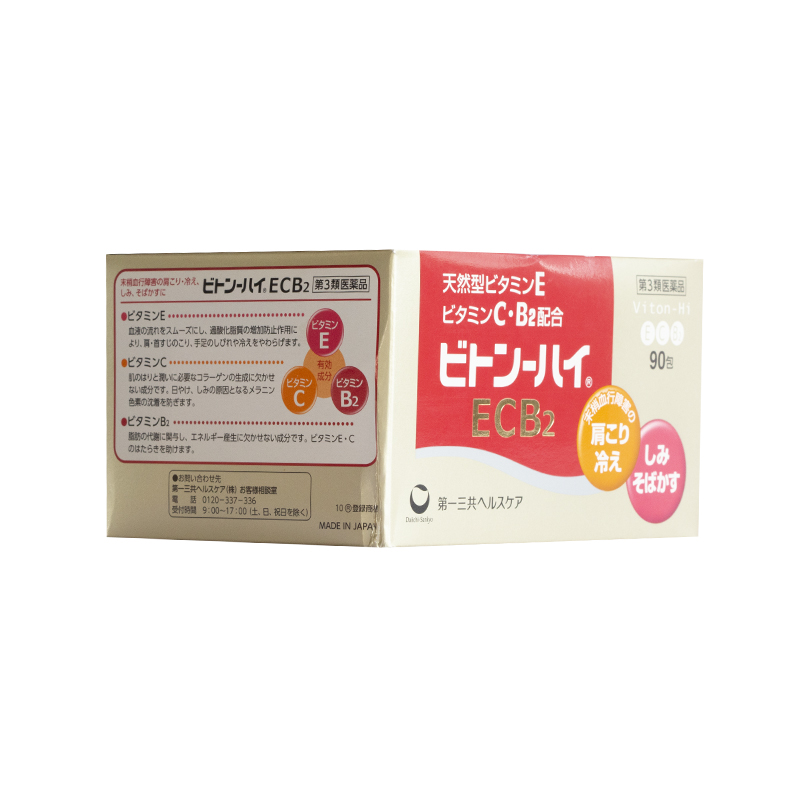 末梢血行障害の肩こり・冷え、
しみ、そばかすに
ビトン-ハイ® ECB2 第3類医薬品
●ビタミンE
血液の流れをスムーズにし、過酸化脂質の増加防止作用に
より、肩・首すじのこり、手足のしびれや冷えをやわらげます。
●ビタミンC
肌のはりと潤いに必要なコラーゲンの生成に欠かせ
ない成分です。日やけ、しみの原因となるメラニン
色素の沈着を防ぎます。
●ビタミンB2
脂肪の代謝に関与し、エネルギー産生に欠かせない成分です。ビタミンE・C
のはたらきを助けます。
ビタミン
E
有効
成分
ビタミン
C
ビタミン
B2
●お問い合わせ先
第一三共ヘルスケア(株) お客様相談室
電 話 0120-337-336
受付時間 9:00〜17:00(土、日、祝日を除く)
10 ® 登録商標
MADE IN JAPAN
天然型ビタミンE
ビタミンC・B2配合
ビトン-ハイ®
ECB2
第3類医薬品
Viton-Hi
E C B2
90包
末梢血行障害の
肩こり
冷え
しみ
そばかす
Daiichi-Sankyo
第一三共ヘルスケア